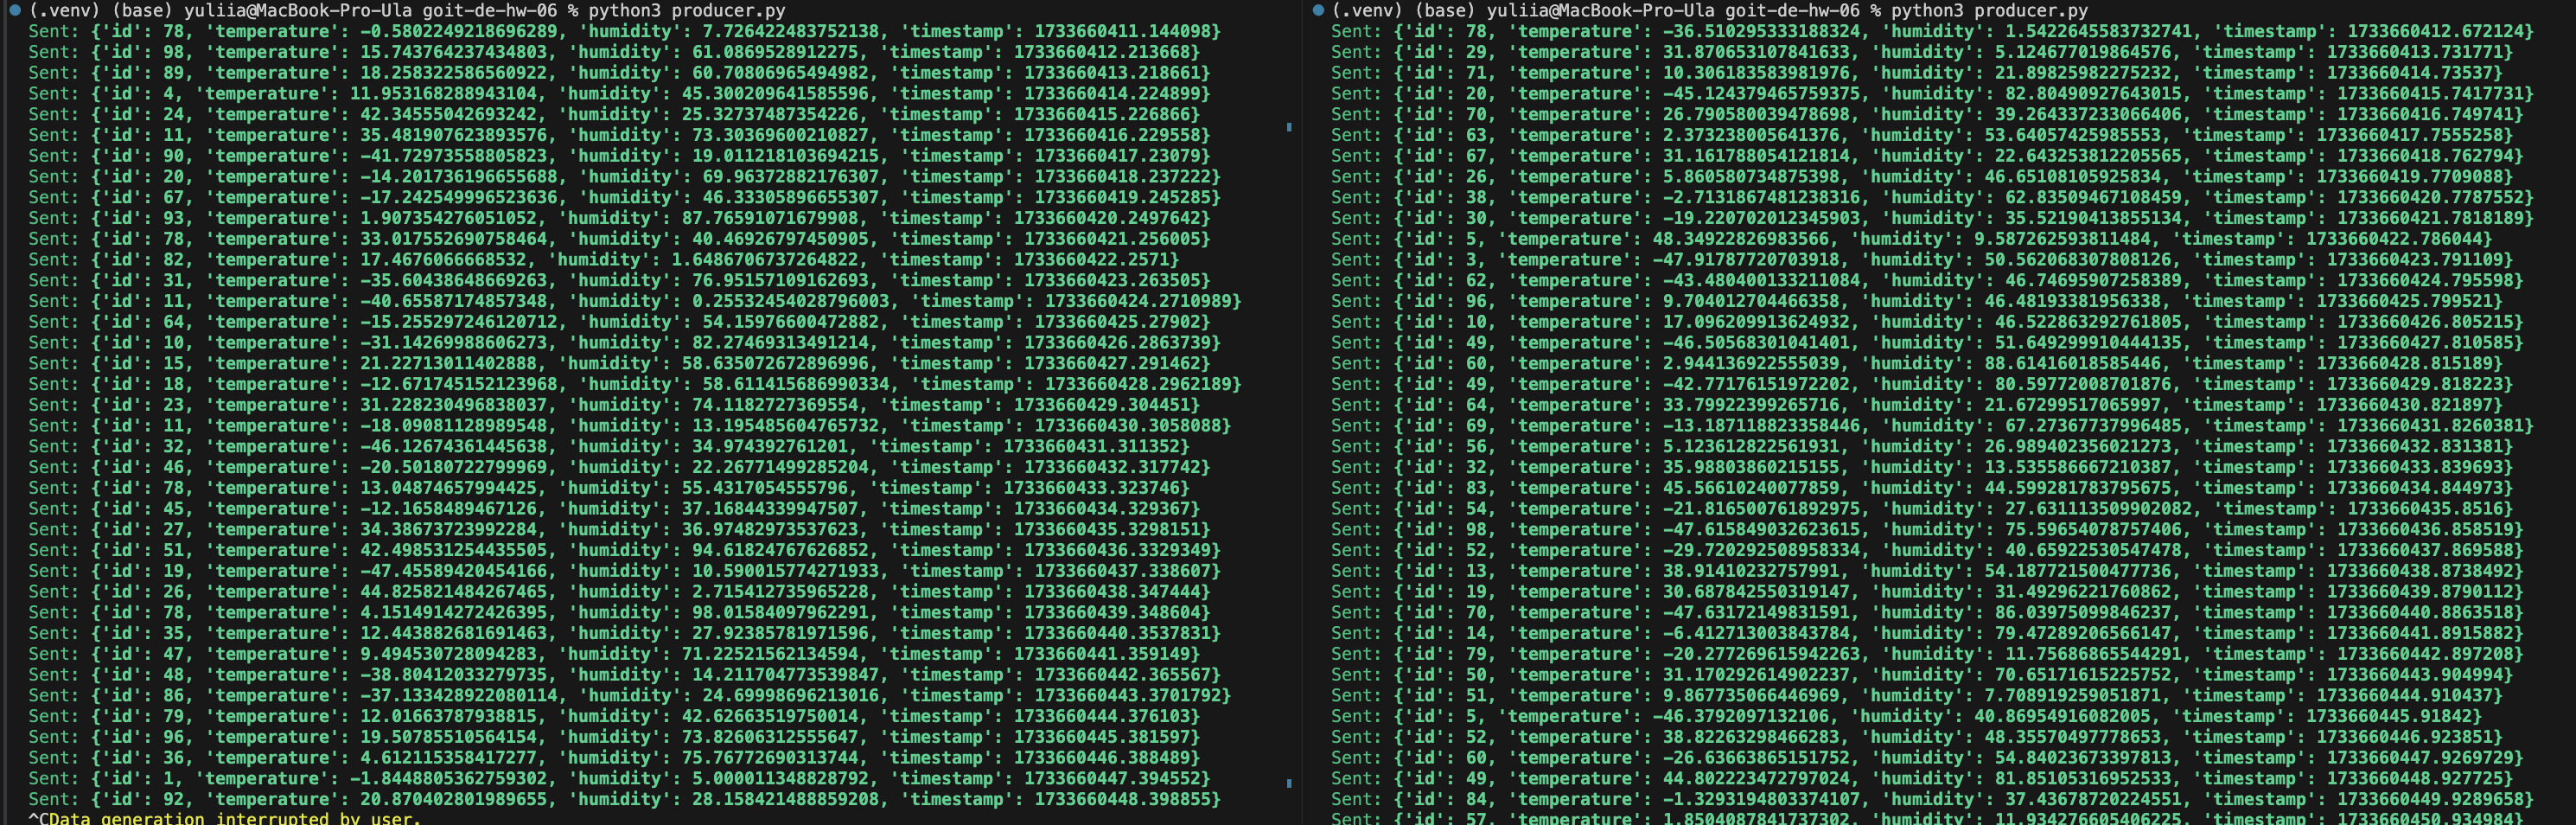 (.venv) (base) yuliia@MacBook-Pro-Ula goit-de-hw-06 % python3 producer.py
Sent: {'id': 78, 'temperature': -0.5802249218696289, 'humidity': 7.726422483752138, 'timestamp': 1733660411.144098}
Sent: {'id': 98, 'temperature': 15.743764237434803, 'humidity': 61.0869528912275, 'timestamp': 1733660412.213668}
Sent: {'id': 89, 'temperature': 18.258322586560922, 'humidity': 60.70806965494982, 'timestamp': 1733660413.218661}
Sent: {'id': 4, 'temperature': 11.953168288943104, 'humidity': 45.300209641585596, 'timestamp': 1733660414.224899}
Sent: {'id': 24, 'temperature': 42.34555042693242, 'humidity': 25.32737487354226, 'timestamp': 1733660415.226866}
Sent: {'id': 11, 'temperature': 35.481907623893576, 'humidity': 73.30369600210827, 'timestamp': 1733660416.229558}
Sent: {'id': 90, 'temperature': -41.72973558805823, 'humidity': 19.011218103694215, 'timestamp': 1733660417.23079}
Sent: {'id': 20, 'temperature': -14.201736196655688, 'humidity': 69.96372882176307, 'timestamp': 1733660418.237222}
Sent: {'id': 67, 'temperature': -17.242549996523636, 'humidity': 46.33305896655307, 'timestamp': 1733660419.245285}
Sent: {'id': 93, 'temperature': 1.907354276051052, 'humidity': 87.76591071679908, 'timestamp': 1733660420.2497642}
Sent: {'id': 78, 'temperature': 33.017552690758464, 'humidity': 40.46926797450905, 'timestamp': 1733660421.256005}
Sent: {'id': 82, 'temperature': 17.4676066668532, 'humidity': 1.6486706737264822, 'timestamp': 1733660422.2571}
Sent: {'id': 31, 'temperature': -35.604386486692​63, 'humidity': 76.95157109162693, 'timestamp': 1733660423.263505}
Sent: {'id': 11, 'temperature': -40.65587174857348, 'humidity': 0.25532454028796003, 'timestamp': 1733660424.2710989}
Sent: {'id': 64, 'temperature': -15.255297246120712, 'humidity': 54.15976600472882, 'timestamp': 1733660425.27902}
Sent: {'id': 10, 'temperature': -31.14269988606273, 'humidity': 82.27469313491214, 'timestamp': 1733660426.2863739}
Sent: {'id': 15, 'temperature': 21.227130114​02888, 'humidity': 58.635072672896996, 'timestamp': 1733660427.291462}
Sent: {'id': 18, 'temperature': -12.671745152123968, 'humidity': 58.611415686990334, 'timestamp': 1733660428.2962189}
Sent: {'id': 23, 'temperature': 31.228230496838037, 'humidity': 74.1182727369554, 'timestamp': 1733660429.304451}
Sent: {'id': 11, 'temperature': -18.09081128989548, 'humidity': 13.195485604765732, 'timestamp': 1733660430.3058088}
Sent: {'id': 32, 'temperature': -46.12674361445638, 'humidity': 34.974392761201, 'timestamp': 1733660431.311352}
Sent: {'id': 46, 'temperature': -20.50180722799969, 'humidity': 22.26771499285204, 'timestamp': 1733660432.317742}
Sent: {'id': 78, 'temperature': 13.04874657994425, 'humidity': 55.4317054555796, 'timestamp': 1733660433.323746}
Sent: {'id': 45, 'temperature': -12.1658489467126, 'humidity': 37.16844339947507, 'timestamp': 1733660434.329367}
Sent: {'id': 27, 'temperature': 34.38673723992284, 'humidity': 36.97482973537623, 'timestamp': 1733660435.3298151}
Sent: {'id': 51, 'temperature': 42.498531254435505, 'humidity': 94.61824767626852, 'timestamp': 1733660436.3329349}
Sent: {'id': 19, 'temperature': -47.45589420454166, 'humidity': 10.590015774271933, 'timestamp': 1733660437.338607}
Sent: {'id': 26, 'temperature': 44.825821484267465, 'humidity': 2.715412735965228, 'timestamp': 1733660438.347444}
Sent: {'id': 78, 'temperature': 4.1514914272426395, 'humidity': 98.01584097962291, 'timestamp': 1733660439.348604}
Sent: {'id': 35, 'temperature': 12.443882681691463, 'humidity': 27.92385781971596, 'timestamp': 1733660440.3537831}
Sent: {'id': 47, 'temperature': 9.494530728094283, 'humidity': 71.22521562134594, 'timestamp': 1733660441.359149}
Sent: {'id': 48, 'temperature': -38.80412033279735, 'humidity': 14.211704773539847, 'timestamp': 1733660442.365567}
Sent: {'id': 86, 'temperature': -37.133428922080114, 'humidity': 24.69998696213016, 'timestamp': 1733660443.3701792}
Sent: {'id': 79, 'temperature': 12.01663787938815, 'humidity': 42.62663519750014, 'timestamp': 1733660444.376103}
Sent: {'id': 96, 'temperature': 19.50785510564154, 'humidity': 73.82606312555647, 'timestamp': 1733660445.381597}
Sent: {'id': 36, 'temperature': 4.612115358417277, 'humidity': 75.76772690313744, 'timestamp': 1733660446.388489}
Sent: {'id': 1, 'temperature': -1.8448805362759302, 'humidity': 5.000011348828792, 'timestamp': 1733660447.394552}
Sent: {'id': 92, 'temperature': 20.870402801989655, 'humidity': 28.158421488859208, 'timestamp': 1733660448.398855}
^CData generation interrupted by user.
(.venv) (base) yuliia@MacBook-Pro-Ula goit-de-hw-06 % python3 producer.py
Sent: {'id': 78, 'temperature': -36.510295333188324, 'humidity': 1.5422645583732741, 'timestamp': 1733660412.672124}
Sent: {'id': 29, 'temperature': 31.870653107841633, 'humidity': 5.124677019864576, 'timestamp': 1733660413.731771}
Sent: {'id': 71, 'temperature': 10.306183583981976, 'humidity': 21.89825982275232, 'timestamp': 1733660414.73537}
Sent: {'id': 20, 'temperature': -45.124379465759375, 'humidity': 82.80490927643015, 'timestamp': 1733660415.7417731}
Sent: {'id': 70, 'temperature': 26.790580039478698, 'humidity': 39.264337233066406, 'timestamp': 1733660416.749741}
Sent: {'id': 63, 'temperature': 2.373238005641376, 'humidity': 53.64057425985553, 'timestamp': 1733660417.7555258}
Sent: {'id': 67, 'temperature': 31.161788054121814, 'humidity': 22.643253812205565, 'timestamp': 1733660418.762794}
Sent: {'id': 26, 'temperature': 5.860580734875398, 'humidity': 46.65108105925834, 'timestamp': 1733660419.7709088}
Sent: {'id': 38, 'temperature': -2.7131867481238316, 'humidity': 62.83509467108459, 'timestamp': 1733660420.7787552}
Sent: {'id': 30, 'temperature': -19.220702012345903, 'humidity': 35.52190413855134, 'timestamp': 1733660421.7818189}
Sent: {'id': 5, 'temperature': 48.34922826983566, 'humidity': 9.587262593811484, 'timestamp': 1733660422.786044}
Sent: {'id': 3, 'temperature': -47.91787720703918, 'humidity': 50.562068307808126, 'timestamp': 1733660423.791109}
Sent: {'id': 62, 'temperature': -43.480400133211084, 'humidity': 46.74695907258389, 'timestamp': 1733660424.795598}
Sent: {'id': 96, 'temperature': 9.704012704466358, 'humidity': 46.48193381956338, 'timestamp': 1733660425.799521}
Sent: {'id': 10, 'temperature': 17.096209913624932, 'humidity': 46.522863292761805, 'timestamp': 1733660426.805215}
Sent: {'id': 49, 'temperature': -46.50568301041401, 'humidity': 51.649299910444135, 'timestamp': 1733660427.810585}
Sent: {'id': 60, 'temperature': 2.944136922555039, 'humidity': 88.61416018585446, 'timestamp': 1733660428.815189}
Sent: {'id': 49, 'temperature': -42.77176151972202, 'humidity': 80.59772008701876, 'timestamp': 1733660429.818223}
Sent: {'id': 64, 'temperature': 33.79922399265716, 'humidity': 21.67299517065997, 'timestamp': 1733660430.821897}
Sent: {'id': 69, 'temperature': -13.187118823358446, 'humidity': 67.27367737996485, 'timestamp': 1733660431.8260381}
Sent: {'id': 56, 'temperature': 5.123612822561931, 'humidity': 26.989402356021273, 'timestamp': 1733660432.831381}
Sent: {'id': 32, 'temperature': 35.98803860215155, 'humidity': 13.535586667210387, 'timestamp': 1733660433.839693}
Sent: {'id': 83, 'temperature': 45.56610240077859, 'humidity': 44.599281783795675, 'timestamp': 1733660434.844973}
Sent: {'id': 54, 'temperature': -21.816500761892975, 'humidity': 27.631113509902082, 'timestamp': 1733660435.8516}
Sent: {'id': 98, 'temperature': -47.615849032623615, 'humidity': 75.59654078757406, 'timestamp': 1733660436.858519}
Sent: {'id': 52, 'temperature': -29.720292508958334, 'humidity': 40.65922530547478, 'timestamp': 1733660437.869588}
Sent: {'id': 13, 'temperature': 38.91410232757991, 'humidity': 54.187721500477736, 'timestamp': 1733660438.8738492}
Sent: {'id': 19, 'temperature': 30.687842550319147, 'humidity': 31.49296221760862, 'timestamp': 1733660439.8790112}
Sent: {'id': 70, 'temperature': -47.63172149831591, 'humidity': 86.03975099846237, 'timestamp': 1733660440.8863518}
Sent: {'id': 14, 'temperature': -6.412713003843784, 'humidity': 79.47289206566147, 'timestamp': 1733660441.8915882}
Sent: {'id': 79, 'temperature': -20.277269615942263, 'humidity': 11.75686865544291, 'timestamp': 1733660442.897208}
Sent: {'id': 50, 'temperature': 31.170292614902237, 'humidity': 70.65171615225752, 'timestamp': 1733660443.904994}
Sent: {'id': 51, 'temperature': 9.867735066446969, 'humidity': 7.7089192590​51871, 'timestamp': 1733660444.910437}
Sent: {'id': 5, 'temperature': -46.3792097132106, 'humidity': 40.86954916082005, 'timestamp': 1733660445.91842}
Sent: {'id': 52, 'temperature': 38.82263298466283, 'humidity': 48.35570497778653, 'timestamp': 1733660446.923851}
Sent: {'id': 60, 'temperature': -26.63663865151752, 'humidity': 54.84023673397813, 'timestamp': 1733660447.9269729}
Sent: {'id': 49, 'temperature': 44.802223472797024, 'humidity': 81.85105316952533, 'timestamp': 1733660448.927725}
Sent: {'id': 84, 'temperature': -1.3293194803374107, 'humidity': 37.43678720224551, 'timestamp': 1733660449.9289658}
Sent: {'id': 57, 'temperature': 1.8504087841737302, 'humidity': 11.934276605406225, 'timestamp': 1733660450.934984}